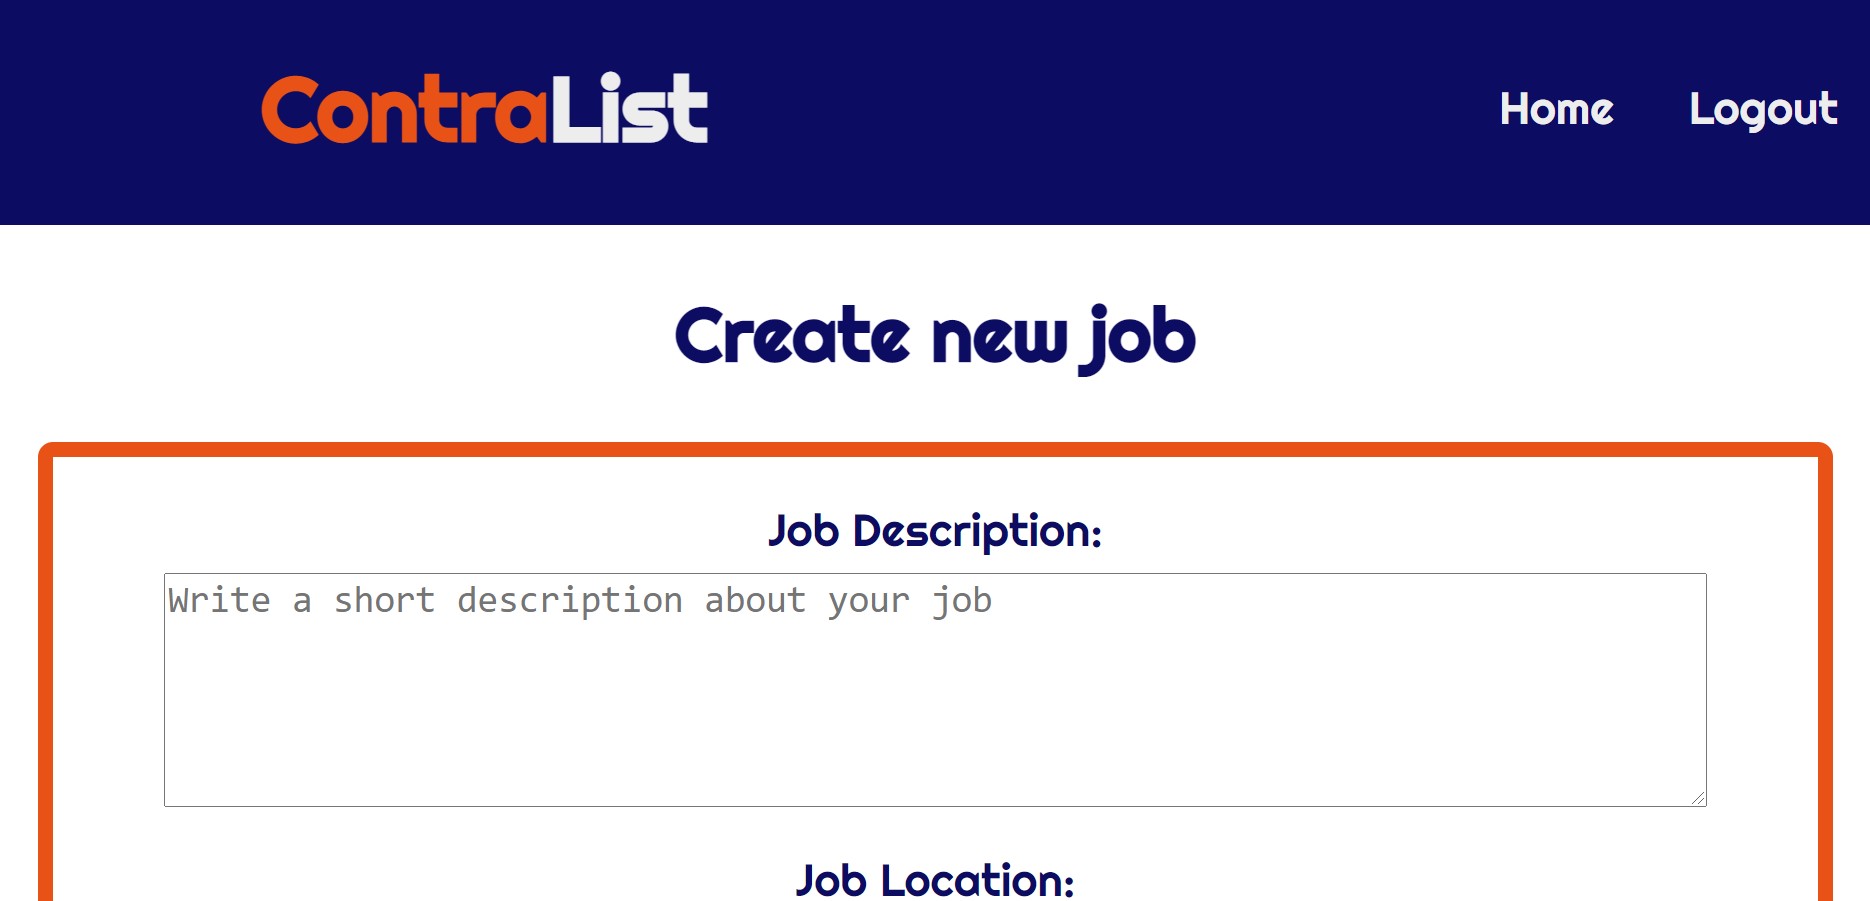 ContraList
Home Logout
Create new job
Job Description:
Write a short description about your job
Job Location: